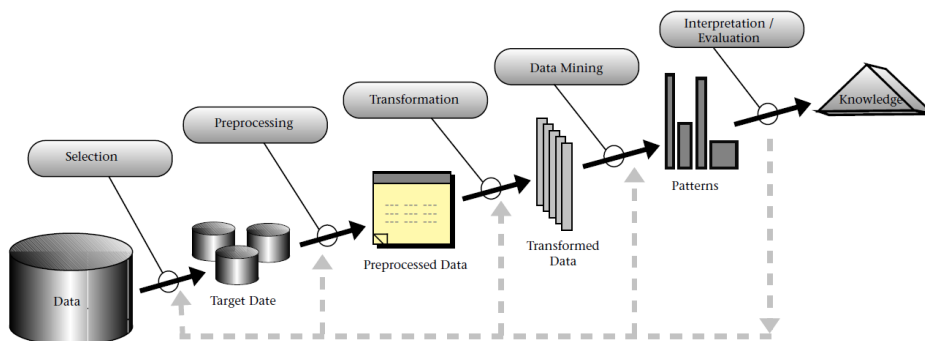 Interpretation /
Evaluation
Data Mining
Transformation
Preprocessing
Selection
Data
Target Date
Preprocessed Data
Transformed
Data
Patterns
Knowledge